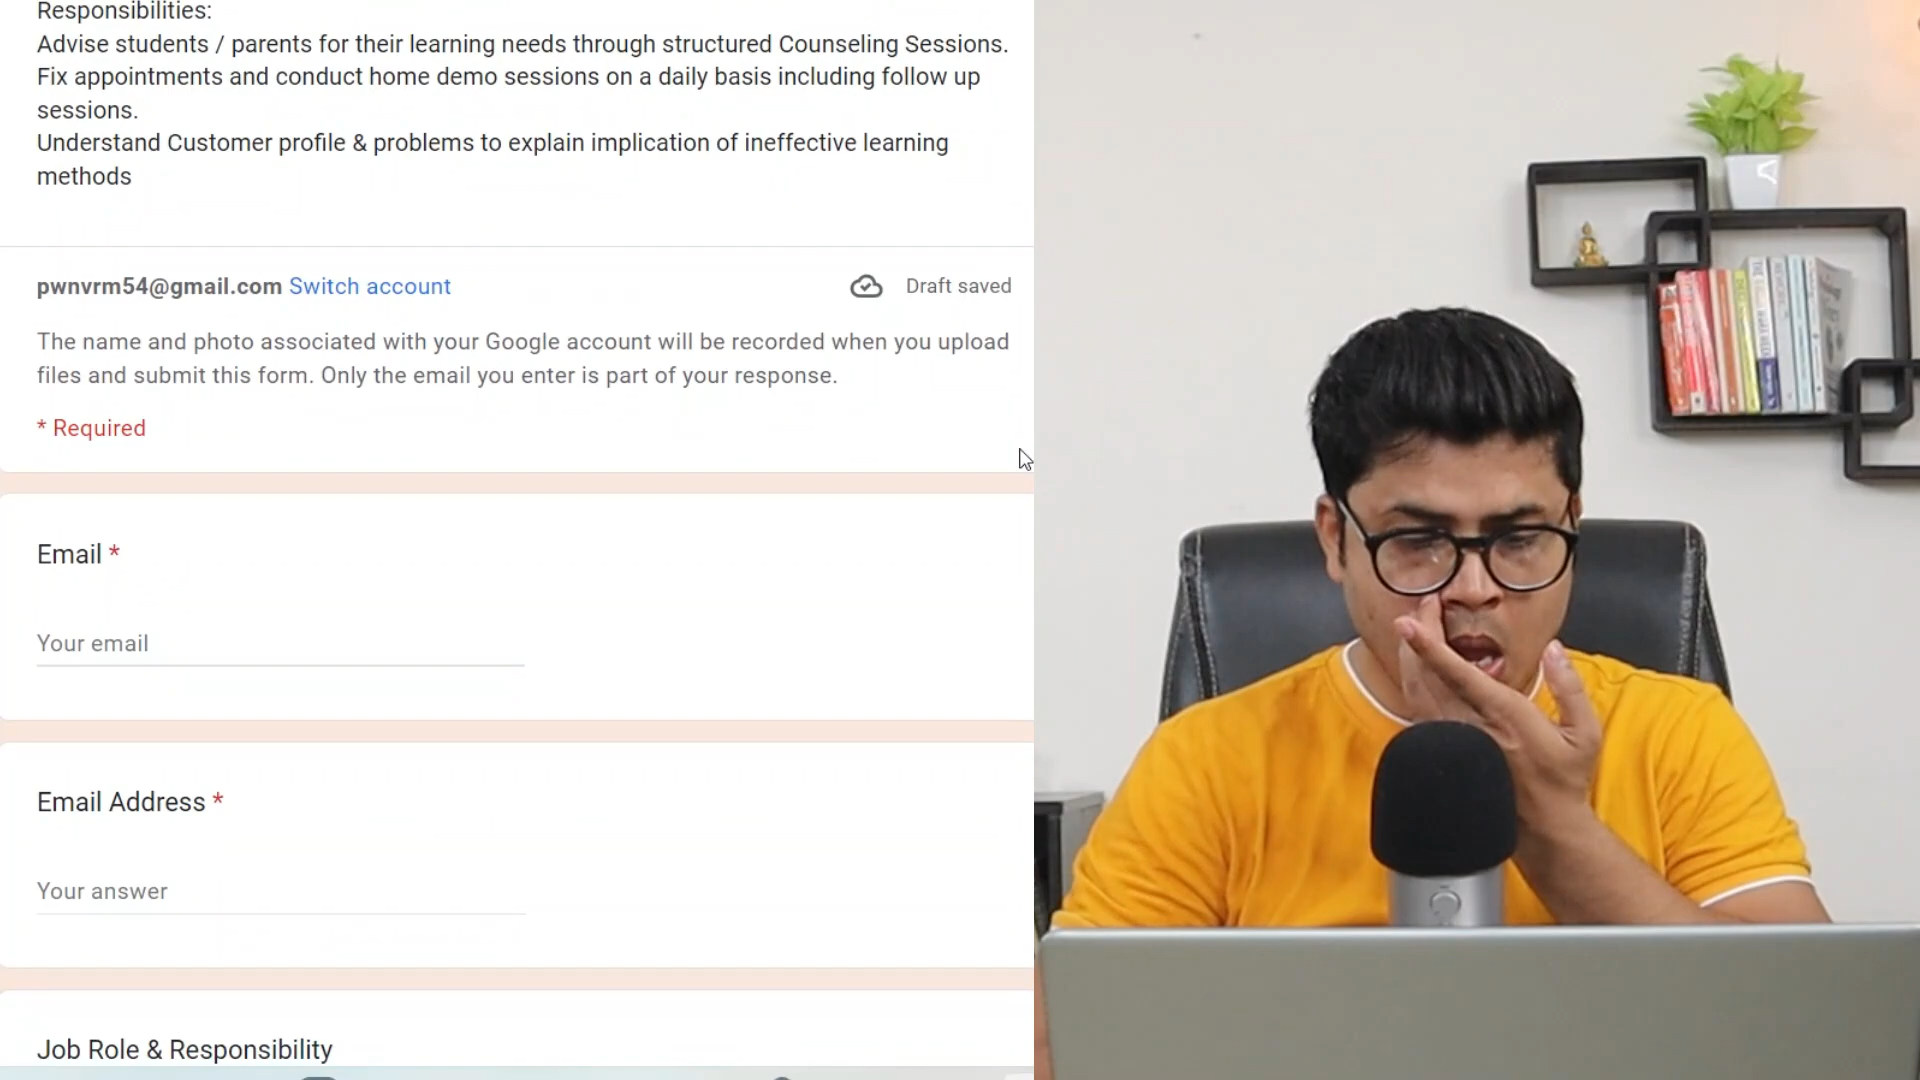 Responsibilities:
Advise students / parents for their learning needs through structured Counseling Sessions.
Fix appointments and conduct home demo sessions on a daily basis including follow up
sessions.
Understand Customer profile & problems to explain implication of ineffective learning
methods
pwnvrm54@gmail.com Switch account
Draft saved
The name and photo associated with your Google account will be recorded when you upload
files and submit this form. Only the email you enter is part of your response.
* Required
Email *
Your email
Email Address *
Your answer
Job Role & Responsibility